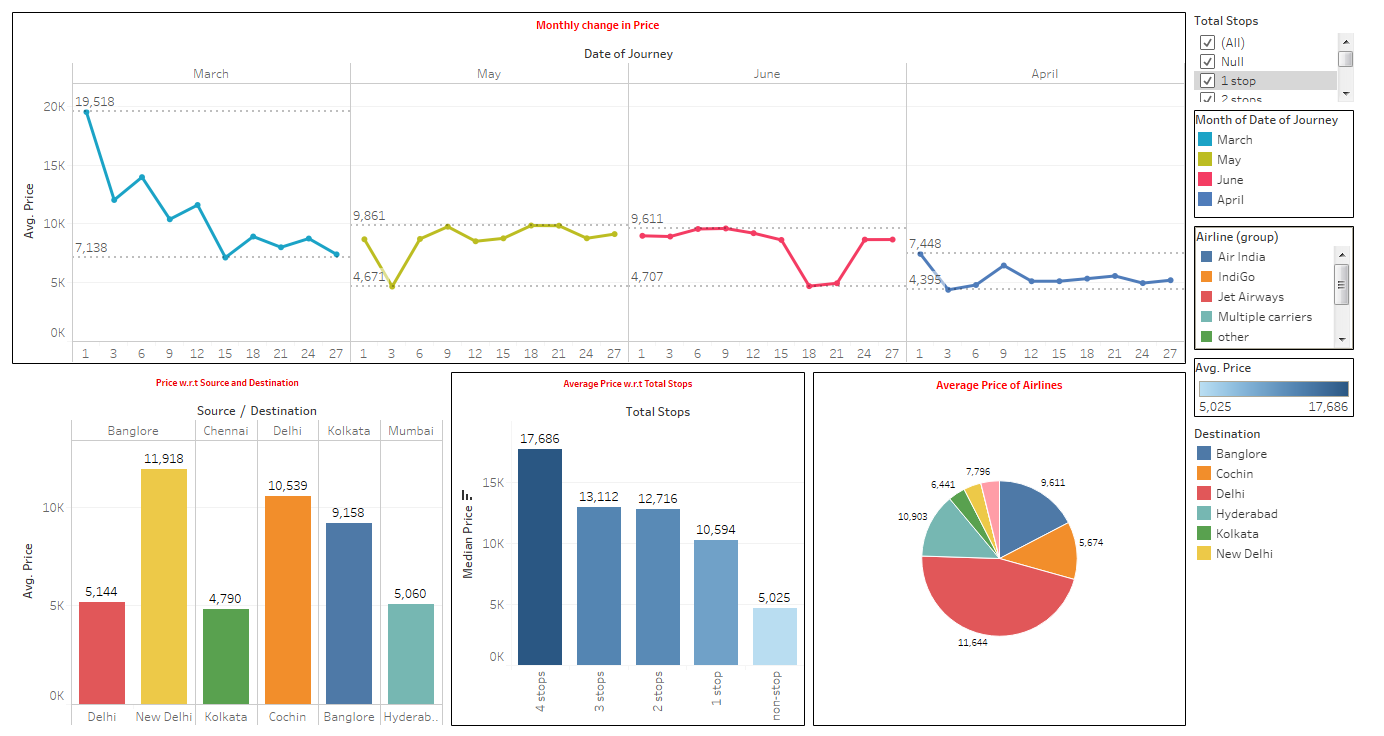 Monthly change in Price
Date of Journey
March May June April
Avg. Price
20K
15K
10K
5K
0K
19,518
7,138
9,861
4,671
9,611
4,707
7,448
4,395
1 3 6 9 12 15 18 21 24 27 1 3 6 9 12 15 18 21 24 27 1 3 6 9 12 15 18 21 24 27 1 3 6 9 12 15 18 21 24 27
Total Stops
(All)
Null
1 stop
2 stops
Month of Date of Journey
March
May
June
April
Airline (group)
Air India
IndiGo
Jet Airways
Multiple carriers
other
Avg. Price
5,025 17,686
Destination
Banglore
Cochin
Delhi
Hyderabad
Kolkata
New Delhi
Price w.r.t Source and Destination
Source / Destination
Banglore Chennai Delhi Kolkata Mumbai
Avg. Price
10K
5K
0K
5,144
11,918
4,790
10,539
9,158
5,060
Delhi New Delhi Kolkata Cochin Banglore Hyderab..
Average Price w.r.t Total Stops
Total Stops
Median Price
15K
10K
5K
0K
17,686
13,112
12,716
10,594
5,025
4 stops
3 stops
2 stops
1 stop
non-stop
Average Price of Airlines
7,796
9,611
6,441
10,903
5,674
11,644